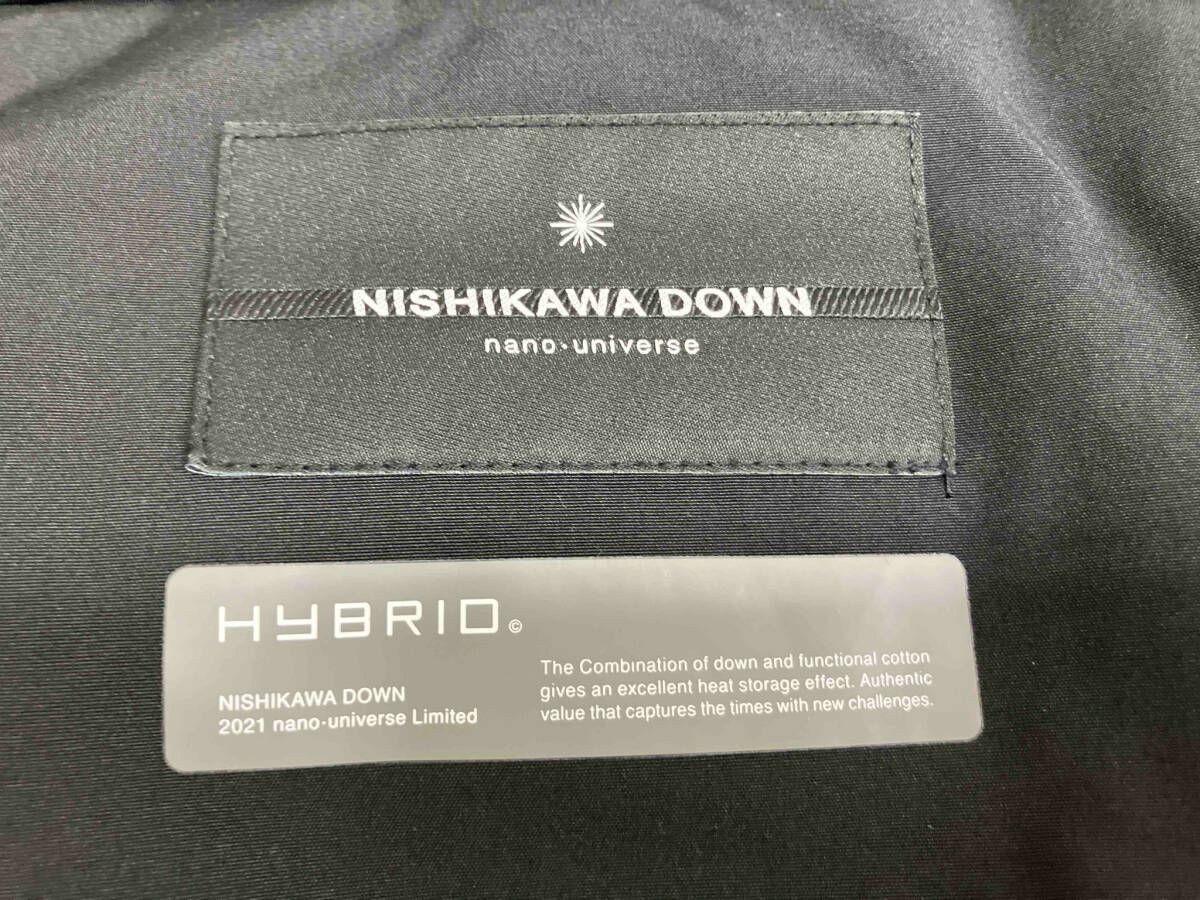 NISHIKAWA DOWN
nano·universe
HYBRID©
NISHIKAWA DOWN
2021 nano·universe Limited
The Combination of down and functional cotton
gives an excellent heat storage effect. Authentic
value that captures the times with new challenges.